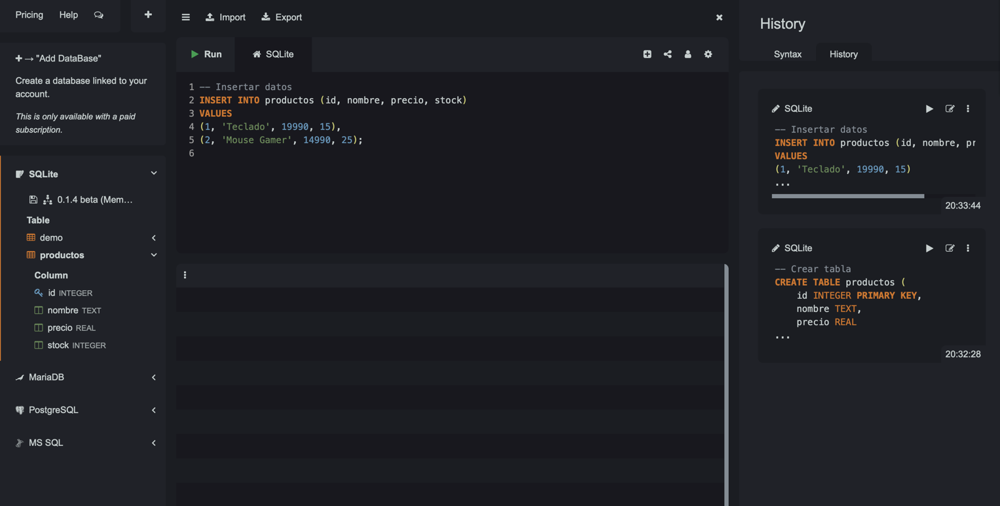 Pricing Help
+ → "Add DataBase"
Create a database linked to your
account.
This is only available with a paid
subscription.
SQLite
0.1.4 beta (Mem...
Table
demo
productos
Column
id INTEGER
nombre TEXT
precio REAL
stock INTEGER
MariaDB
PostgreSQL
MS SQL
Import Export
Run SQLite
1 -- Insertar datos
2 INSERT INTO productos (id, nombre, precio, stock)
3 VALUES
4 (1, 'Teclado', 19990, 15),
5 (2, 'Mouse Gamer', 14990, 25);
6
History
Syntax History
SQLite
-- Insertar datos
INSERT INTO productos (id, nombre, pr
VALUES
(1, 'Teclado', 19990, 15)
...
20:33:44
SQLite
-- Crear tabla
CREATE TABLE productos (
id INTEGER PRIMARY KEY,
nombre TEXT,
precio REAL
...
20:32:28